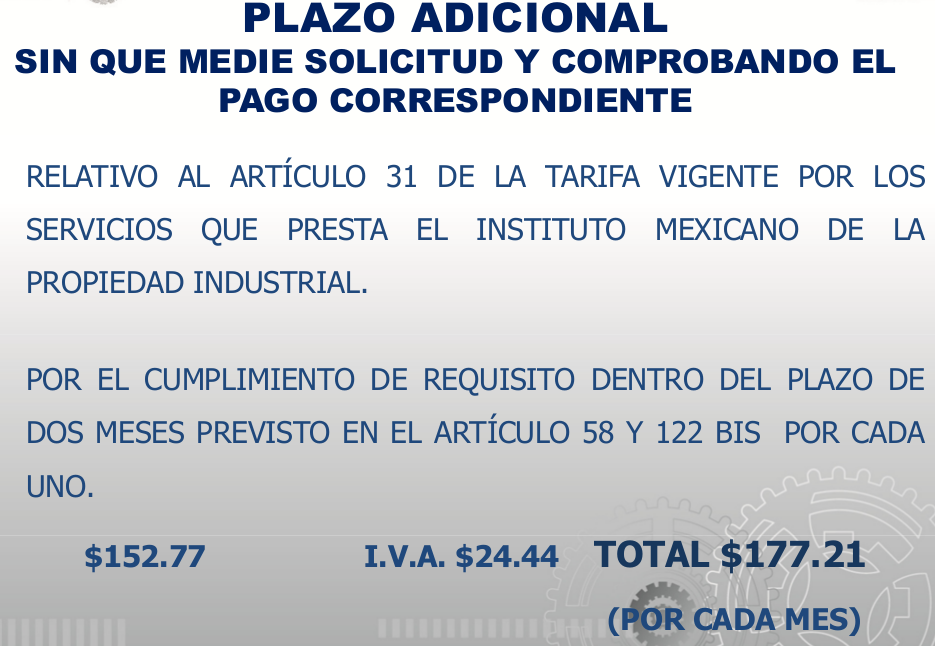 PLAZO ADICIONAL
SIN QUE MEDIE SOLICITUD Y COMPROBANDO EL
PAGO CORRESPONDIENTE
RELATIVO AL ARTÍCULO 31 DE LA TARIFA VIGENTE POR LOS
SERVICIOS QUE PRESTA EL INSTITUTO MEXICANO DE LA
PROPIEDAD INDUSTRIAL.
POR EL CUMPLIMIENTO DE REQUISITO DENTRO DEL PLAZO DE
DOS MESES PREVISTO EN EL ARTÍCULO 58 Y 122 BIS POR CADA
UNO.
$152.77 I.V.A. $24.44 TOTAL $177.21
(POR CADA MES)